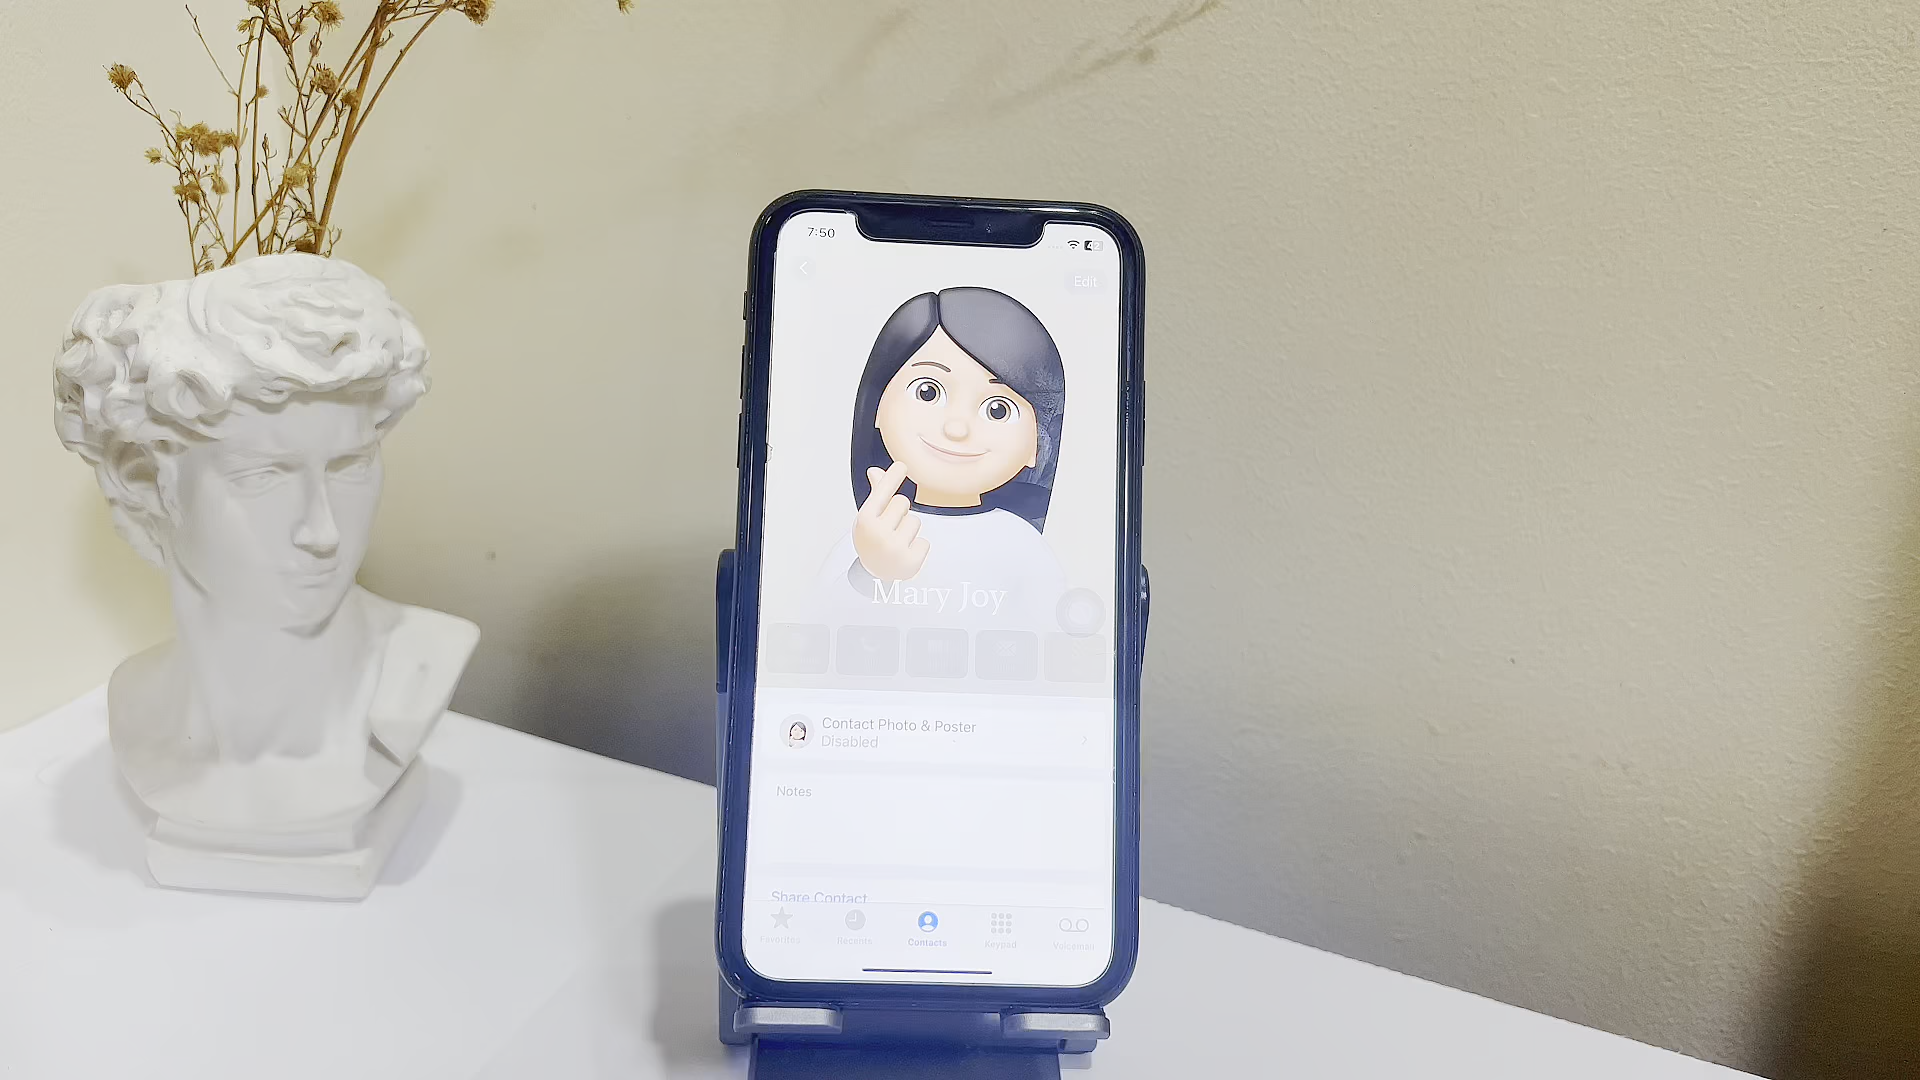 7:50
Edit
Mary Joy
Contact Photo & Poster
Disabled
Notes
Share Contact
Favorites
Recents
Contacts
Keypad
Voicemail